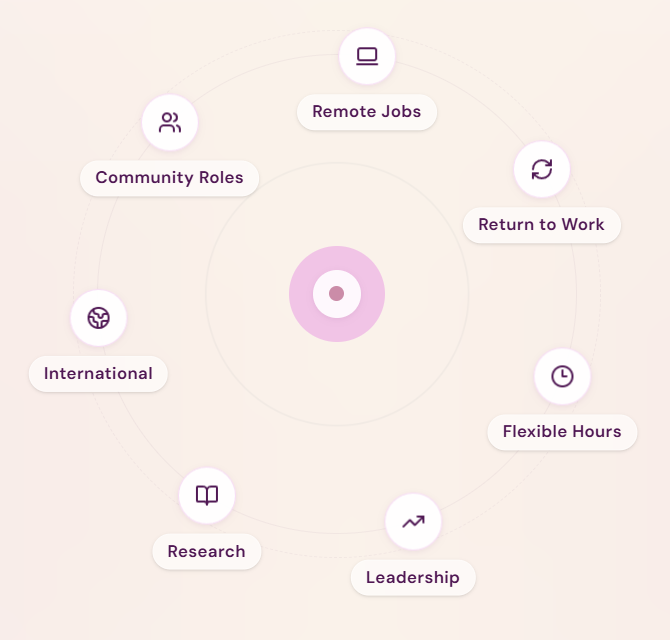 Remote Jobs
Community Roles
Return to Work
International
Flexible Hours
Research
Leadership